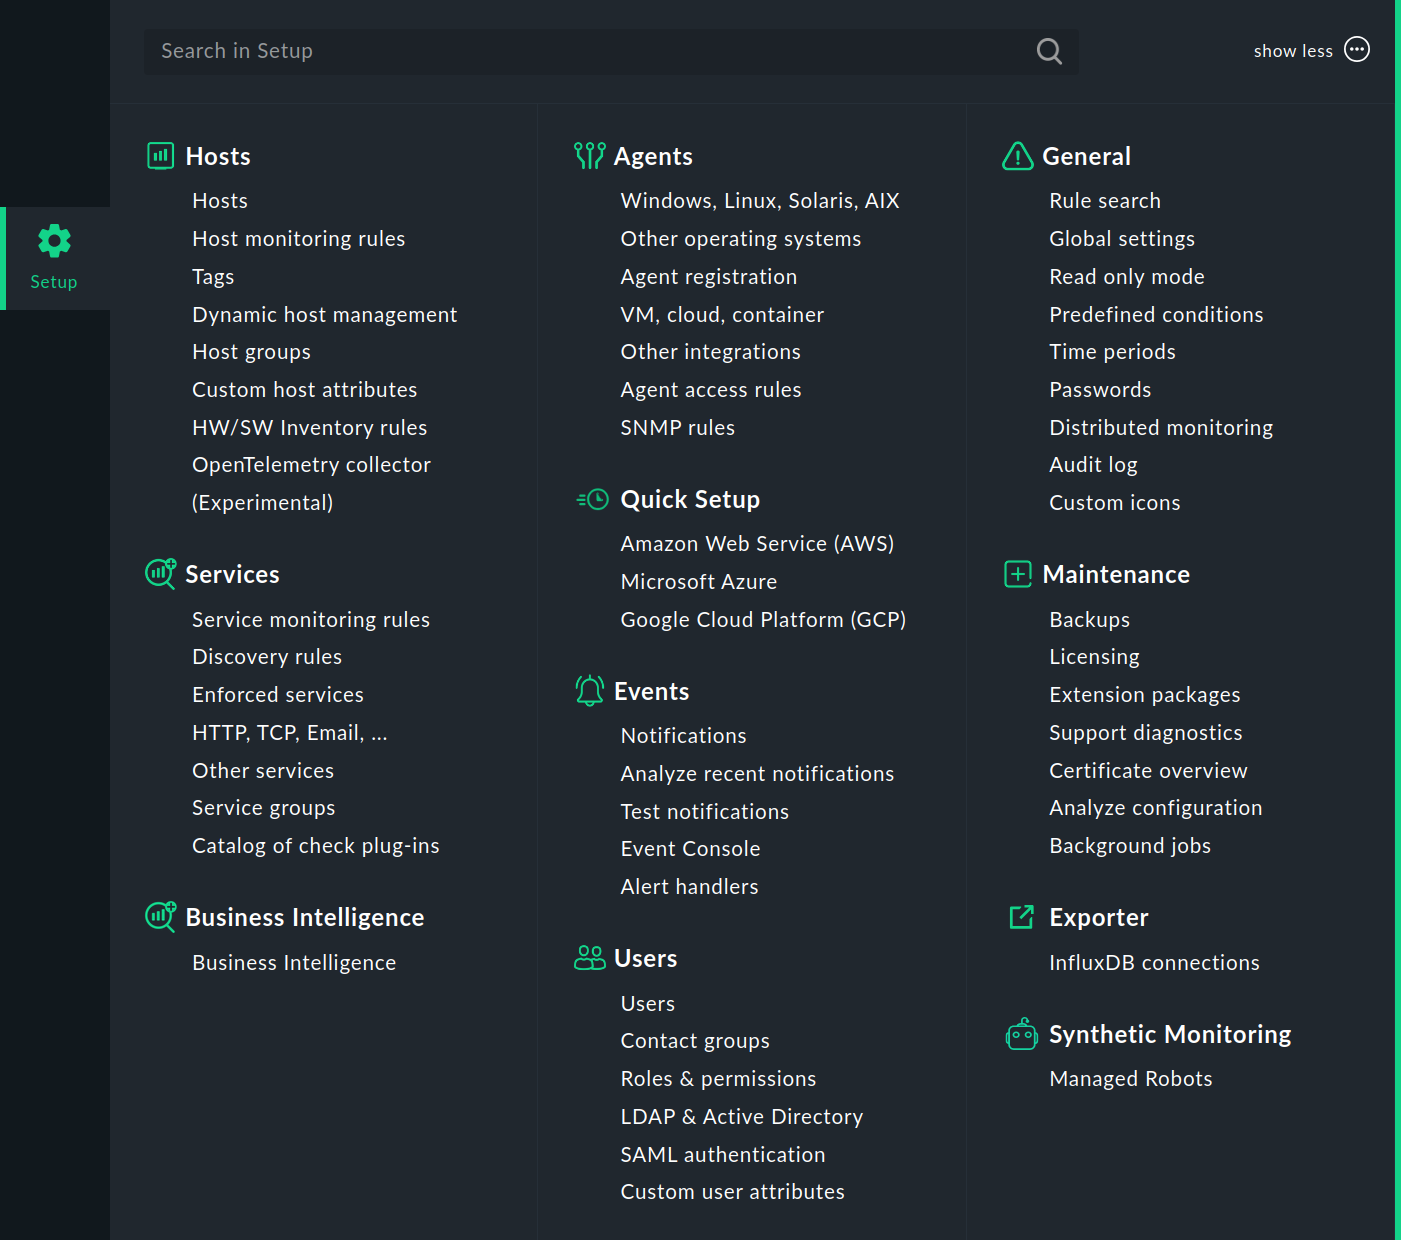 Search in Setup
show less
Setup
Hosts
Hosts
Host monitoring rules
Tags
Dynamic host management
Host groups
Custom host attributes
HW/SW Inventory rules
OpenTelemetry collector
(Experimental)
Services
Service monitoring rules
Discovery rules
Enforced services
HTTP, TCP, Email, ...
Other services
Service groups
Catalog of check plug-ins
Business Intelligence
Business Intelligence
Agents
Windows, Linux, Solaris, AIX
Other operating systems
Agent registration
VM, cloud, container
Other integrations
Agent access rules
SNMP rules
Quick Setup
Amazon Web Service (AWS)
Microsoft Azure
Google Cloud Platform (GCP)
Events
Notifications
Analyze recent notifications
Test notifications
Event Console
Alert handlers
Users
Users
Contact groups
Roles & permissions
LDAP & Active Directory
SAML authentication
Custom user attributes
General
Rule search
Global settings
Read only mode
Predefined conditions
Time periods
Passwords
Distributed monitoring
Audit log
Custom icons
Maintenance
Backups
Licensing
Extension packages
Support diagnostics
Certificate overview
Analyze configuration
Background jobs
Exporter
InfluxDB connections
Synthetic Monitoring
Managed Robots